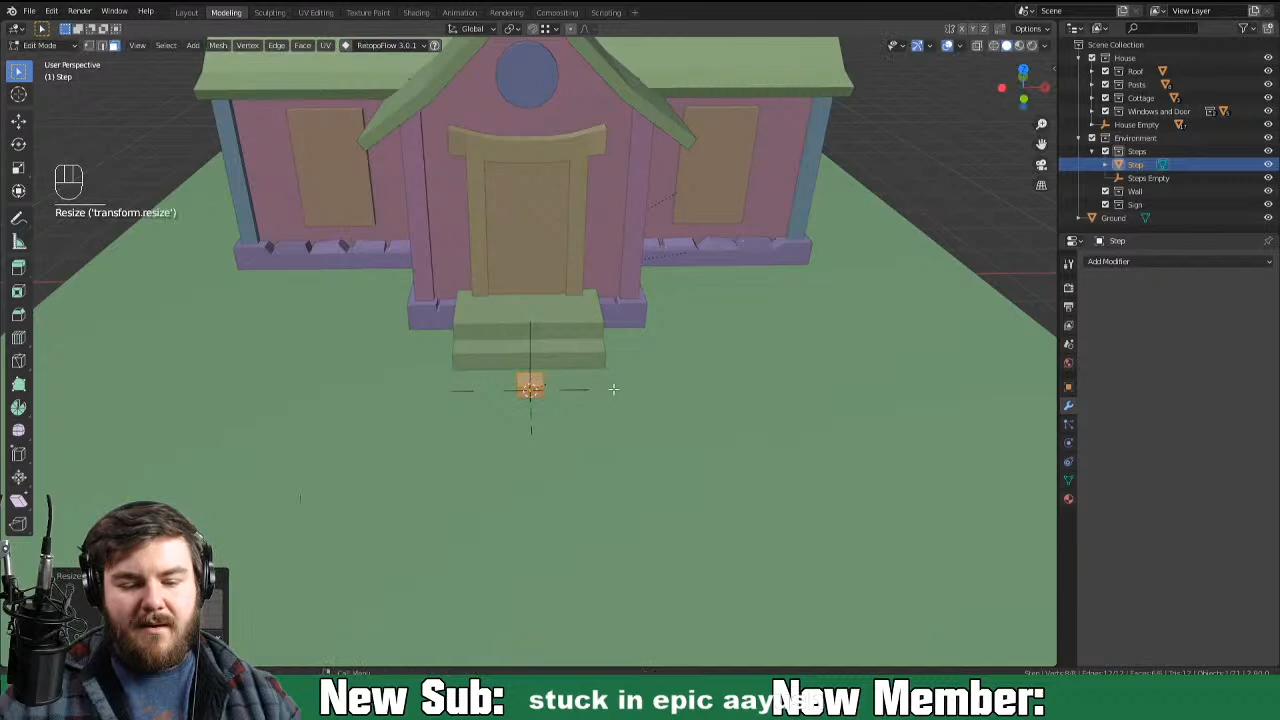 File Edit Render Window Help Layout Modeling Sculpting UV Editing Texture Paint Shading Animation Rendering Compositing Scripting + Scene View Layer
Edit Mode View Select Add Mesh Vertex Edge Face UV RetopoFlow 3.0.1 Global X Y Z Options
User Perspective
(1) Step
Resize ('transform.resize')
Scene Collection
House
Roof
Posts
Cottage
Windows and Door
House Empty
Environment
Steps
Step
Steps Empty
Wall
Sign
Ground
Step
Add Modifier
Resize
Call Menu
New Sub: stuck in epic New Member: